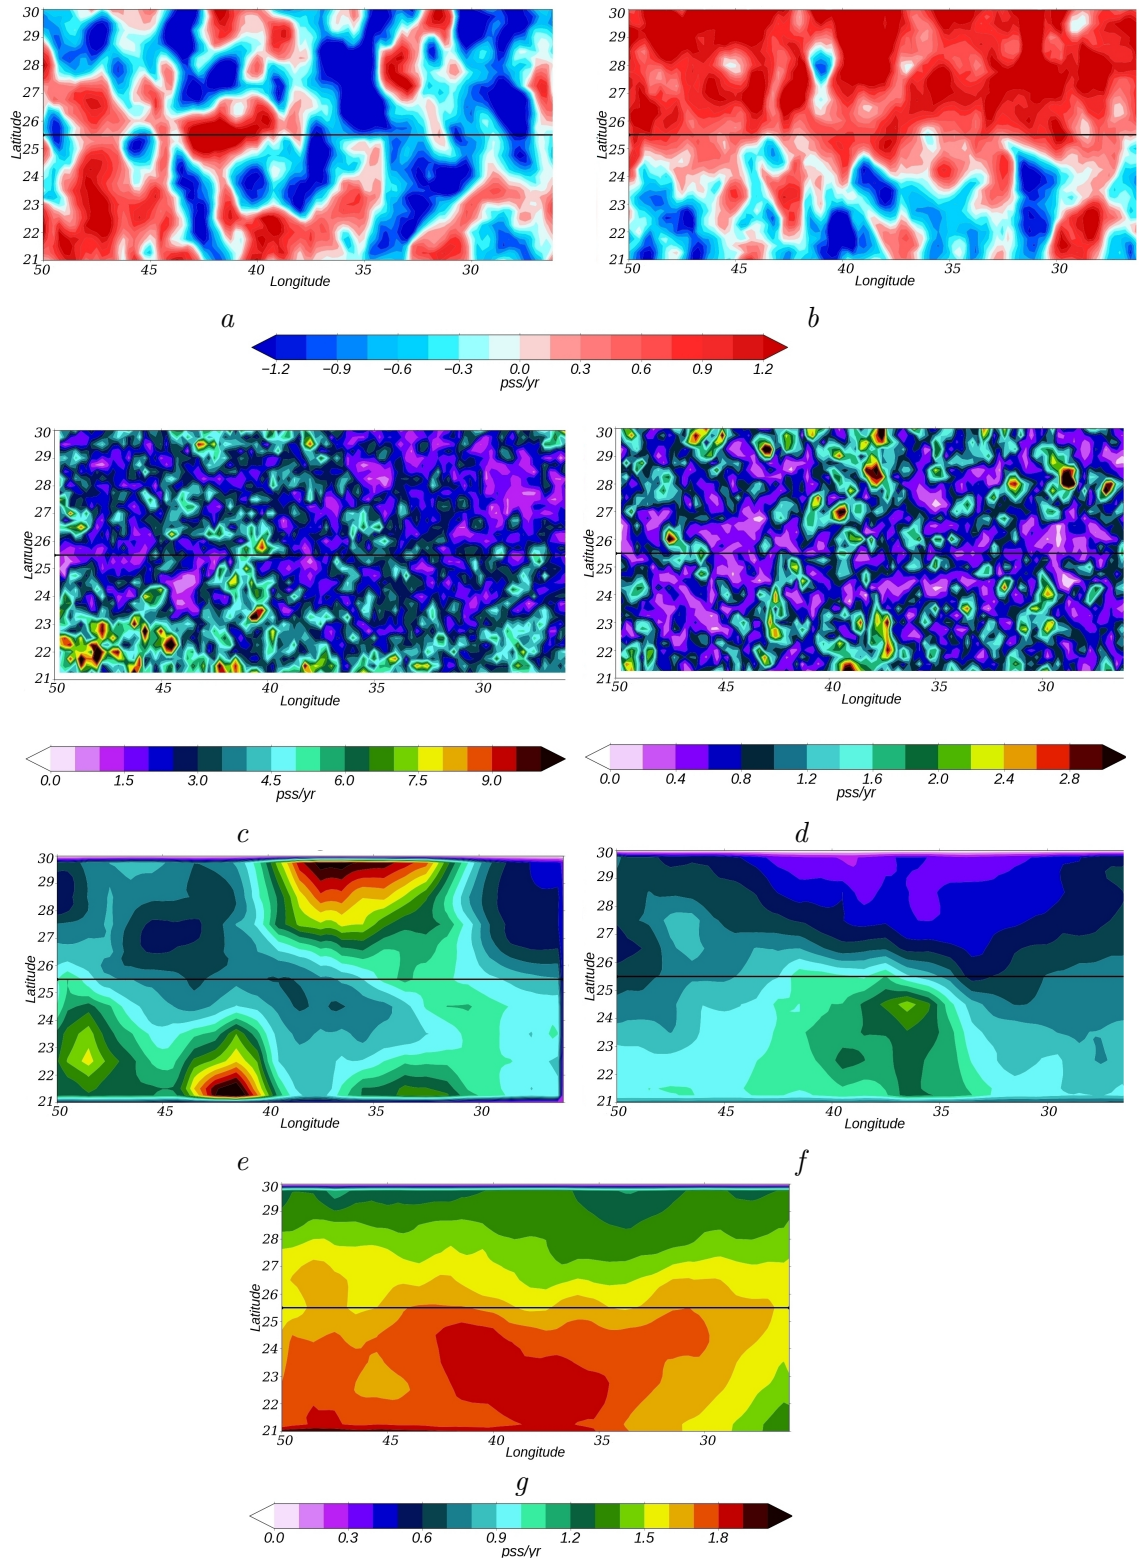 30 30
29 29
28 28
27 27
26 26
25 25
24 24
23 23
22 22
21 21
Latitude Latitude
50 45 40 35 30 50 45 40 35 30
Longitude Longitude
a b
−1.2 −0.9 −0.6 −0.3 0.0 0.3 0.6 0.9 1.2
pss/yr
30 30
29 29
28 28
27 27
26 26
25 25
24 24
23 23
22 22
21 21
Latitude Latitude
50 45 40 35 30 50 45 40 35 30
Longitude Longitude
0.0 1.5 3.0 4.5 6.0 7.5 9.0 0.0 0.4 0.8 1.2 1.6 2.0 2.4 2.8
pss/yr pss/yr
c d
30 30
29 29
28 28
27 27
26 26
25 25
24 24
23 23
22 22
21 21
Latitude Latitude
50 45 40 35 30 50 45 40 35 30
Longitude Longitude
e f
30
29
28
27
26
25
24
23
22
21
Latitude
50 45 40 35 30
Longitude
g
0.0 0.3 0.6 0.9 1.2 1.5 1.8
pss/yr